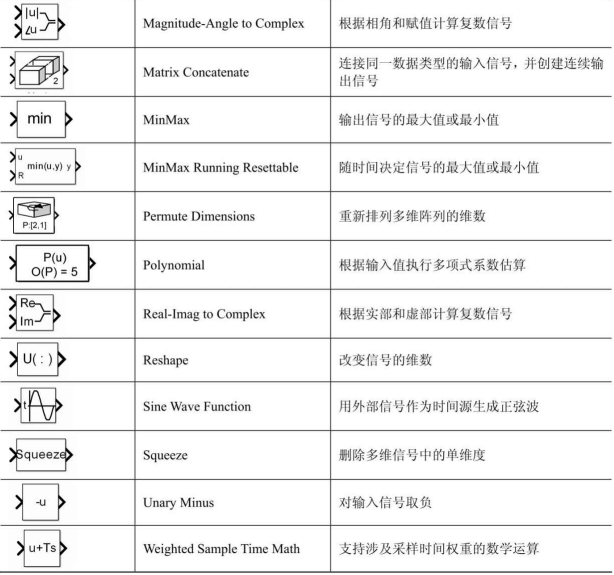 |u|
∠u
Magnitude-Angle to Complex
根据相角和赋值计算复数信号
2
Matrix Concatenate
连接同一数据类型的输入信号，并创建连续输
出信号
min
MinMax
输出信号的最大值或最小值
u
R
min(u,y) y
MinMax Running Resettable
随时间决定信号的最大值或最小值
P:[2,1]
Permute Dimensions
重新排列多维阵列的维数
P(u)
O(P) = 5
Polynomial
根据输入值执行多项式系数估算
Re
Im
Real-Imag to Complex
根据实部和虚部计算复数信号
U( : )
Reshape
改变信号的维数
t
Sine Wave Function
用外部信号作为时间源生成正弦波
Squeeze
Squeeze
删除多维信号中的单维度
-u
Unary Minus
对输入信号取负
u+Ts
Weighted Sample Time Math
支持涉及采样时间权重的数学运算